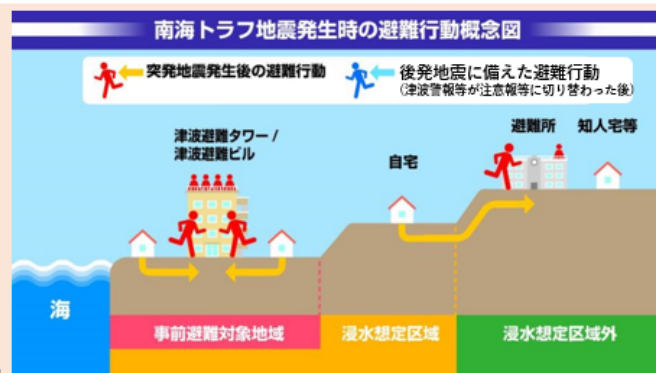 南海トラフ地震発生時の避難行動概念図
突発地震発生後の避難行動
後発地震に備えた避難行動
(津波警報等が注意報等に切り替わった後)
津波避難タワー/
津波避難ビル
自宅
避難所
知人宅等
海
事前避難対象地域
浸水想定区域
浸水想定区域外